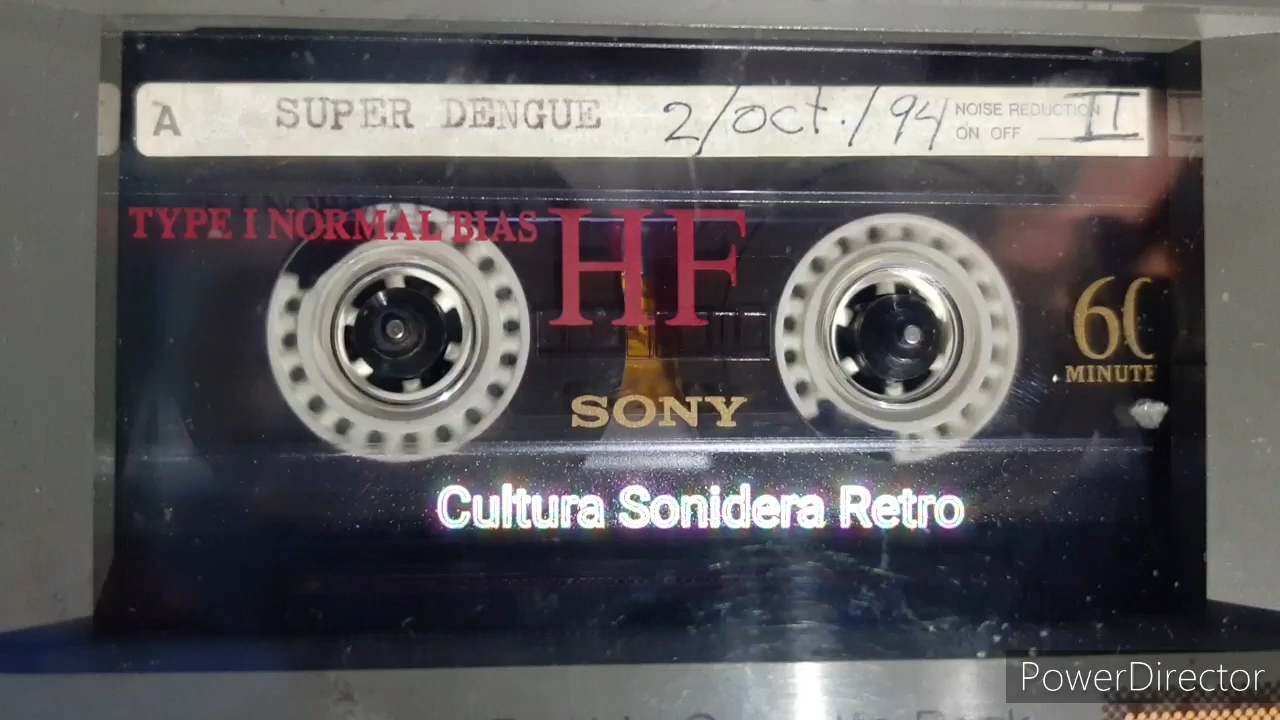 A SUPER DENGUE 2/oct./94 NOISE REDUCTION II
ON OFF
TYPE I NORMAL BIAS HF
60
MINUTE
SONY
Cultura Sonidera Retro
PowerDirector